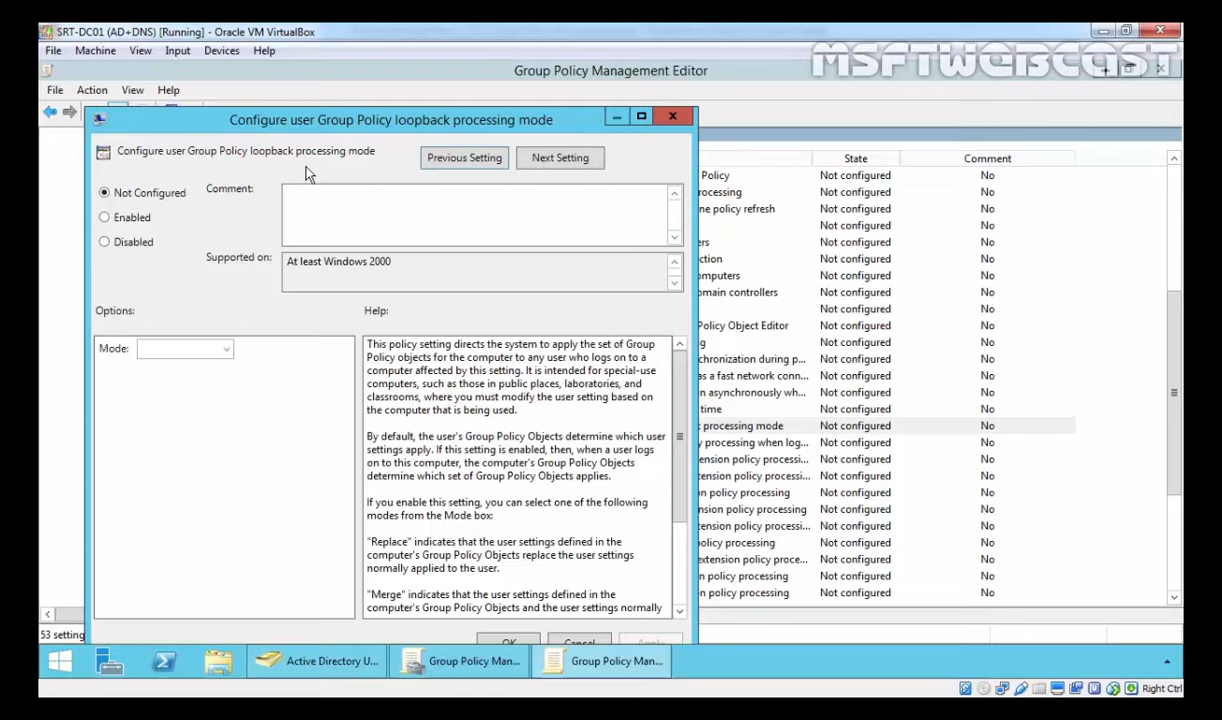 SRT-DC01 (AD+DNS) [Running] - Oracle VM VirtualBox
File Machine View Input Devices Help
MSFTWEBCAST
Group Policy Management Editor
File Action View Help
Configure user Group Policy loopback processing mode
Configure user Group Policy loopback processing mode
Previous Setting Next Setting
Not Configured
Enabled
Disabled
Comment:
Supported on:
At least Windows 2000
Options:
Help:
Mode:
This policy setting directs the system to apply the set of Group
Policy objects for the computer to any user who logs on to a
computer affected by this setting. It is intended for special-use
computers, such as those in public places, laboratories, and
classrooms, where you must modify the user setting based on
the computer that is being used.
By default, the user's Group Policy Objects determine which user
settings apply. If this setting is enabled, then, when a user logs
on to this computer, the computer's Group Policy Objects
determine which set of Group Policy Objects applies.
If you enable this setting, you can select one of the following
modes from the Mode box:
"Replace" indicates that the user settings defined in the
computer's Group Policy Objects replace the user settings
normally applied to the user.
"Merge" indicates that the user settings defined in the
computer's Group Policy Objects and the user settings normally
OK Cancel Apply
State Comment
Policy Not configured No
rocessing Not configured No
ne policy refresh Not configured No
Not configured No
ers Not configured No
ction Not configured No
omputers Not configured No
omain controllers Not configured No
Not configured No
Policy Object Editor Not configured No
ng Not configured No
chronization during p... Not configured No
as a fast network conn... Not configured No
n asynchronously wh... Not configured No
time Not configured No
processing mode Not configured No
y processing when log... Not configured No
ension policy processi... Not configured No
xtension policy processi... Not configured No
n policy processing Not configured No
n policy processing Not configured No
xtension policy processi... Not configured No
olicy processing Not configured No
extension policy proce... Not configured No
n policy processing Not configured No
n policy processing Not configured No
53 setting
Active Directory U... Group Policy Man... Group Policy Man...
Right Ctrl